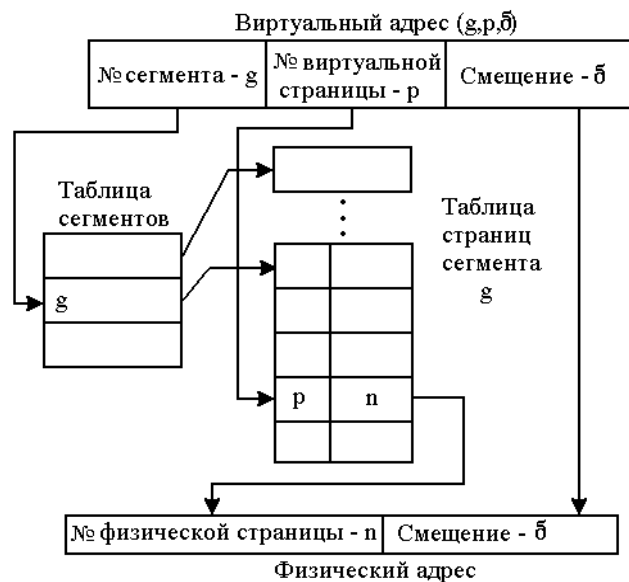 Виртуальный адрес (g,p,δ)
№ сегмента - g
№ виртуальной
страницы - p
Смещение - δ
Таблица
сегментов
g
Таблица
страниц
сегмента
g
p
n
№ физической страницы - n
Смещение - δ
Физический адрес